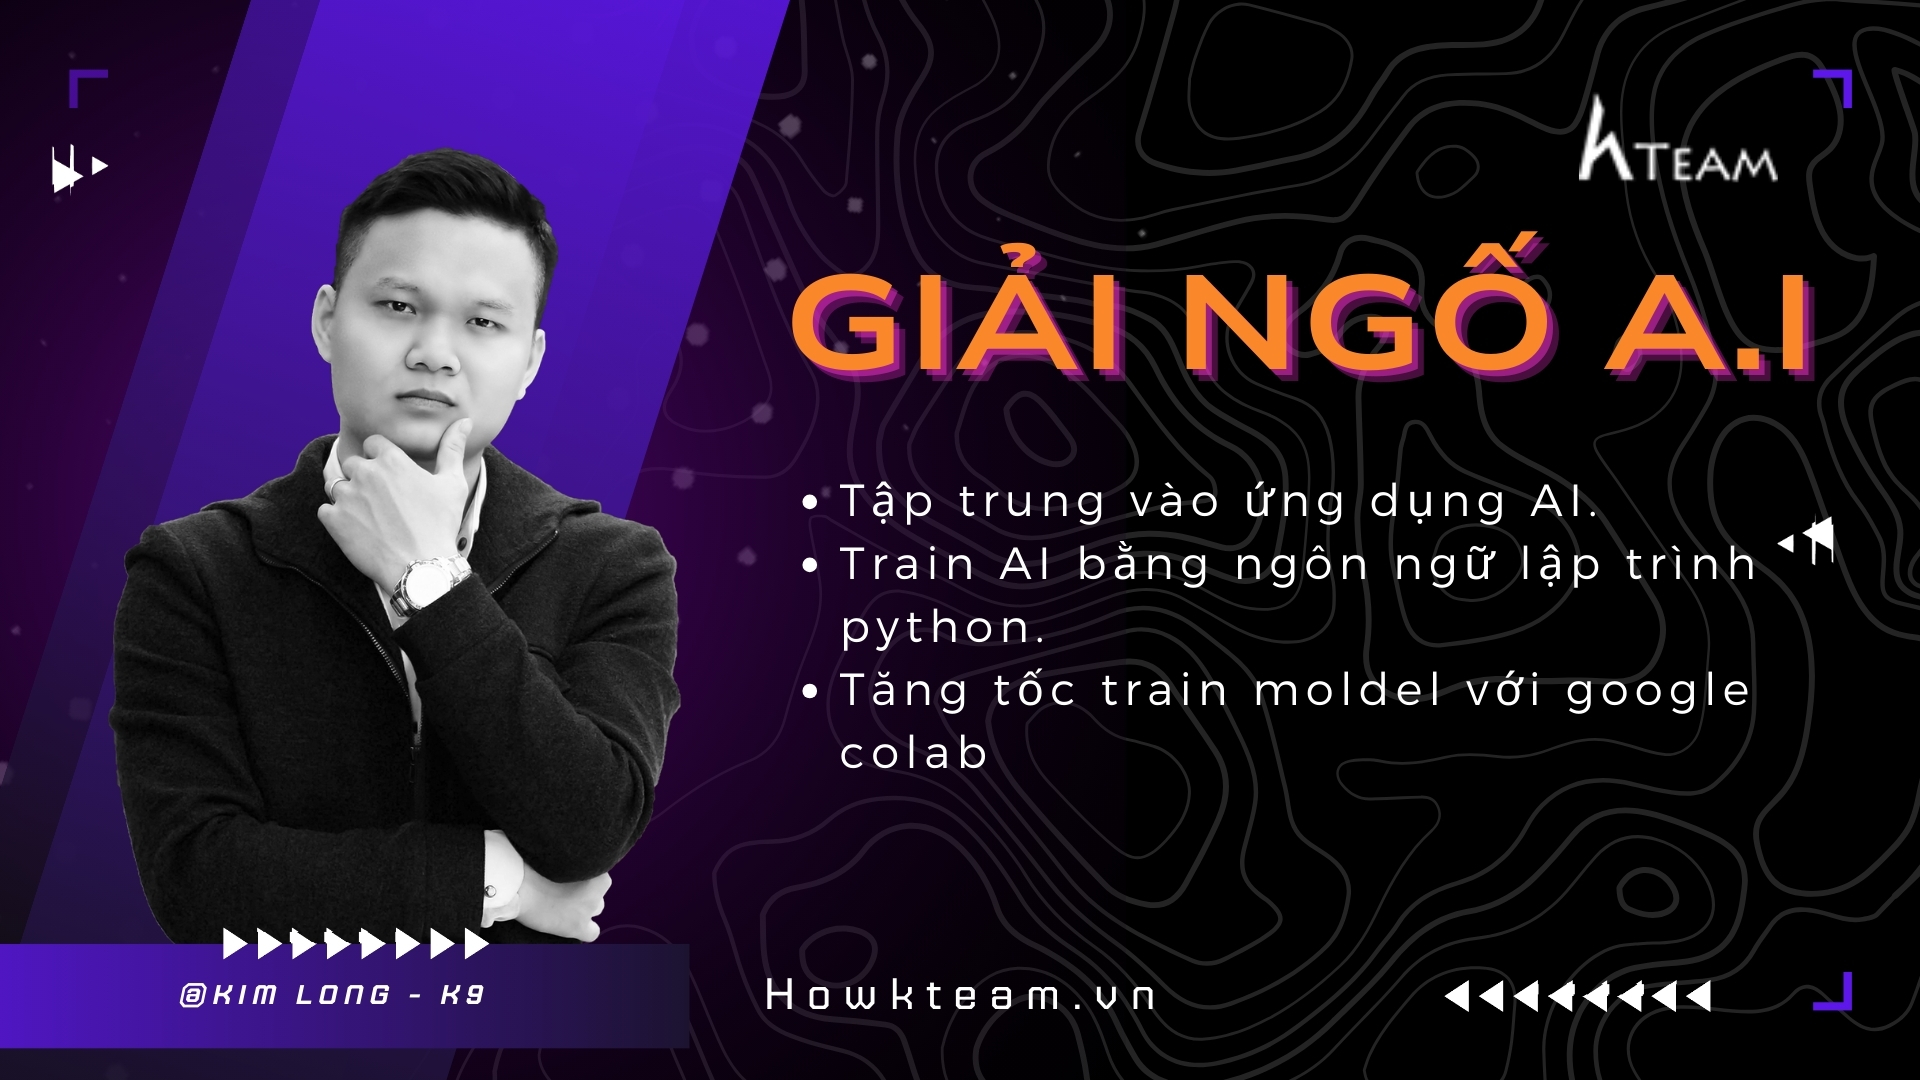 hTEAM
GIẢI NGỐ A.I
• Tập trung vào ứng dụng AI.
• Train AI bằng ngôn ngữ lập trình
python.
• Tăng tốc train moldel với google
colab
@KIM LONG - K9
Howkteam.vn